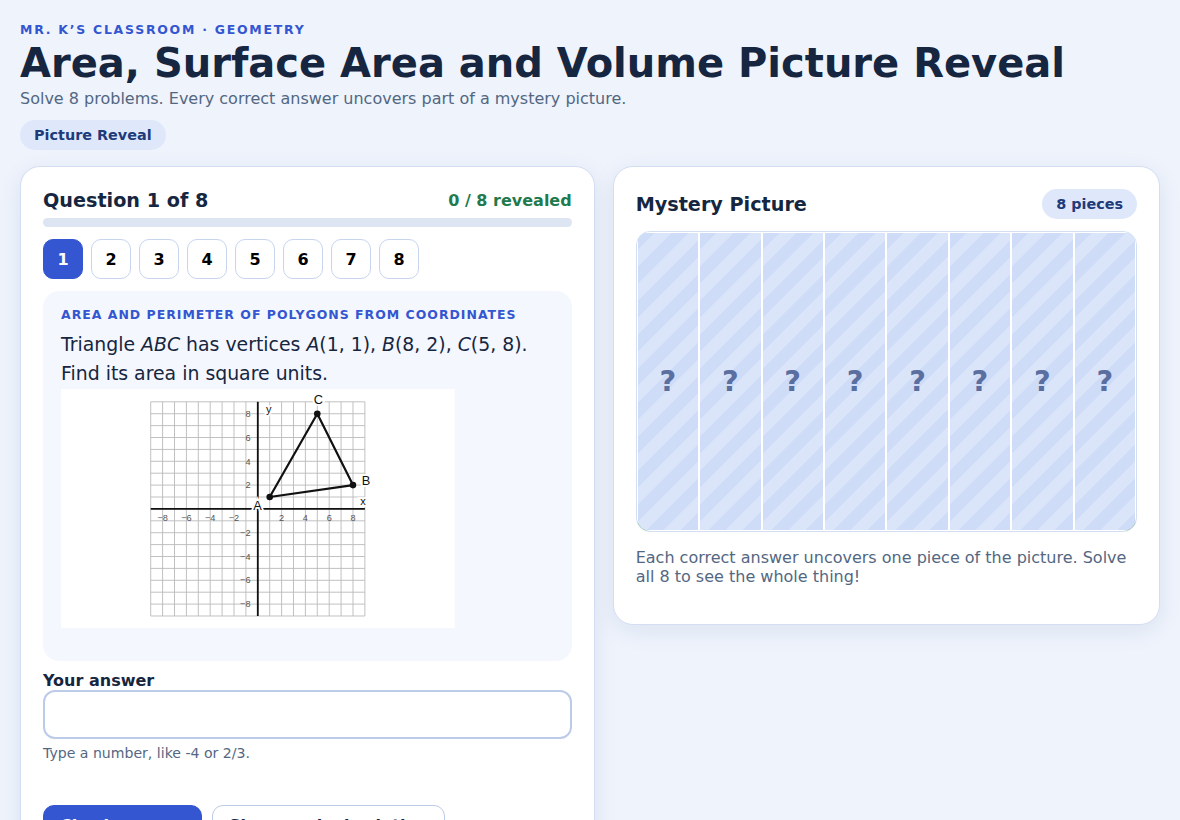 MR. K’S CLASSROOM · GEOMETRY
Area, Surface Area and Volume Picture Reveal
Solve 8 problems. Every correct answer uncovers part of a mystery picture.
Picture Reveal
Question 1 of 8
0 / 8 revealed
1 2 3 4 5 6 7 8
AREA AND PERIMETER OF POLYGONS FROM COORDINATES
Triangle ABC has vertices A(1, 1), B(8, 2), C(5, 8).
Find its area in square units.
C
8 y
6
4
2 B
A x
−8 −6 −4 −2 2 4 6 8
−2
−4
−6
−8
Your answer
Type a number, like -4 or 2/3.
Mystery Picture
8 pieces
? ? ? ? ? ? ? ?
Each correct answer uncovers one piece of the picture. Solve
all 8 to see the whole thing!